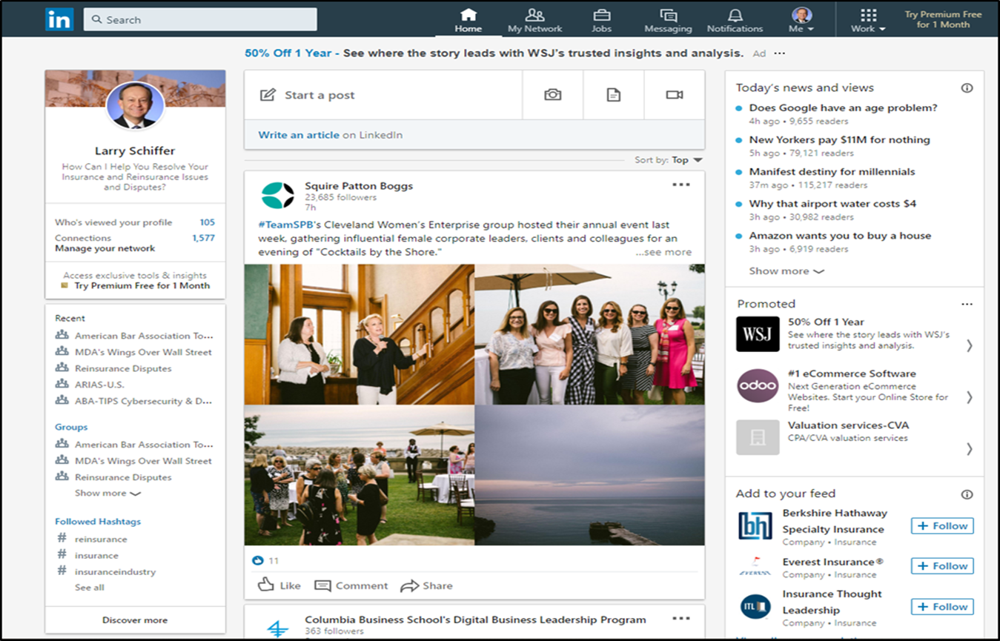 in
Search
Home
My Network
Jobs
Messaging
Notifications
Me
Work
Try Premium Free
for 1 Month
50% Off 1 Year - See where the story leads with WSJ's trusted insights and analysis. Ad ···
Larry Schiffer
How Can I Help You Resolve Your
Insurance and Reinsurance Issues
and Disputes?
Who's viewed your profile 105
Connections 1,577
Manage your network
Access exclusive tools & insights
Try Premium Free for 1 Month
Recent
American Bar Association To...
MDA's Wings Over Wall Street
Reinsurance Disputes
ARIAS-U.S.
ABA-TIPS Cybersecurity & D...
Groups
American Bar Association To...
MDA's Wings Over Wall Street
Reinsurance Disputes
Show more
Followed Hashtags
# reinsurance
# insurance
# insuranceindustry
See all
Discover more
Start a post
Write an article on LinkedIn
Sort by: Top
Squire Patton Boggs
23,685 followers
7h
#TeamSPB's Cleveland Women's Enterprise group hosted their annual event last
week, gathering influential female corporate leaders, clients and colleagues for an
evening of "Cocktails by the Shore."
...see more
11
Like Comment Share
Columbia Business School's Digital Business Leadership Program
363 followers
Today's news and views
Does Google have an age problem?
4h ago • 9,655 readers
New Yorkers pay $11M for nothing
5h ago • 79,121 readers
Manifest destiny for millennials
37m ago • 115,217 readers
Why that airport water costs $4
3h ago • 30,982 readers
Amazon wants you to buy a house
3h ago • 6,919 readers
Show more
Promoted
WSJ
50% Off 1 Year
See where the story leads with WSJ's
trusted insights and analysis.
odoo
#1 eCommerce Software
Next Generation eCommerce
Websites. Start your Online Store for
Free!
Valuation services-CVA
CPA/CVA valuation services
Add to your feed
bh
Berkshire Hathaway
Specialty Insurance
Company • Insurance
+ Follow
EVEREST
Everest Insurance®
Company • Insurance
+ Follow
ITL
Insurance Thought
Leadership
Company • Insurance
+ Follow